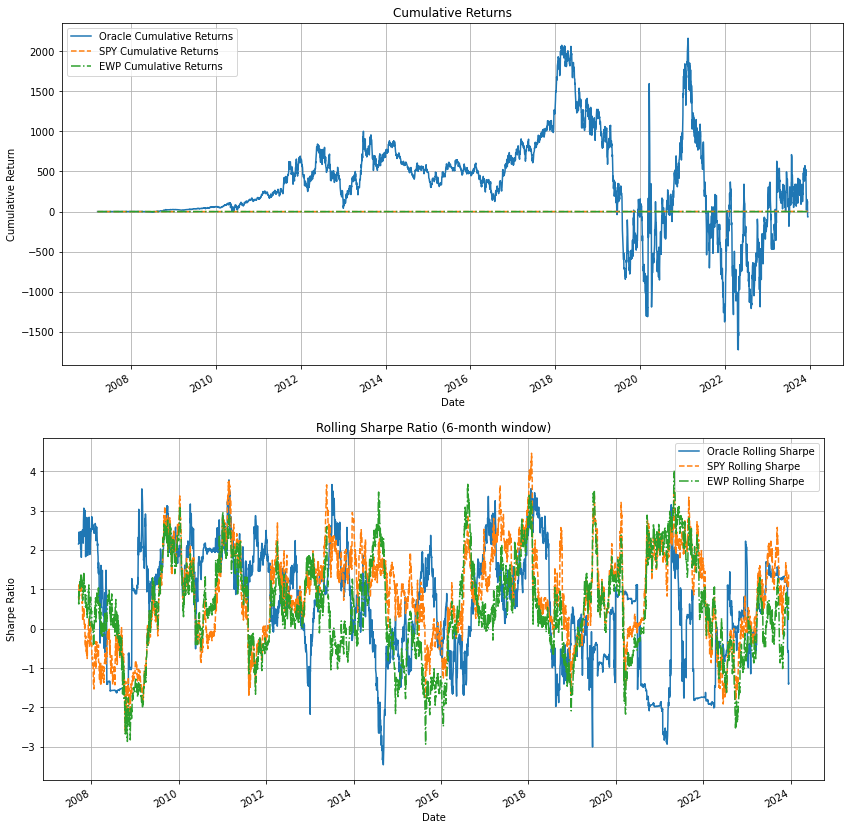 Cumulative Returns
Oracle Cumulative Returns
SPY Cumulative Returns
EWP Cumulative Returns
Cumulative Return
2000
1500
1000
500
0
−500
−1000
−1500
2008
2010
2012
2014
2016
2018
2020
2022
2024
Date
Rolling Sharpe Ratio (6-month window)
Oracle Rolling Sharpe
SPY Rolling Sharpe
EWP Rolling Sharpe
Sharpe Ratio
4
3
2
1
0
−1
−2
−3
2008
2010
2012
2014
2016
2018
2020
2022
2024
Date